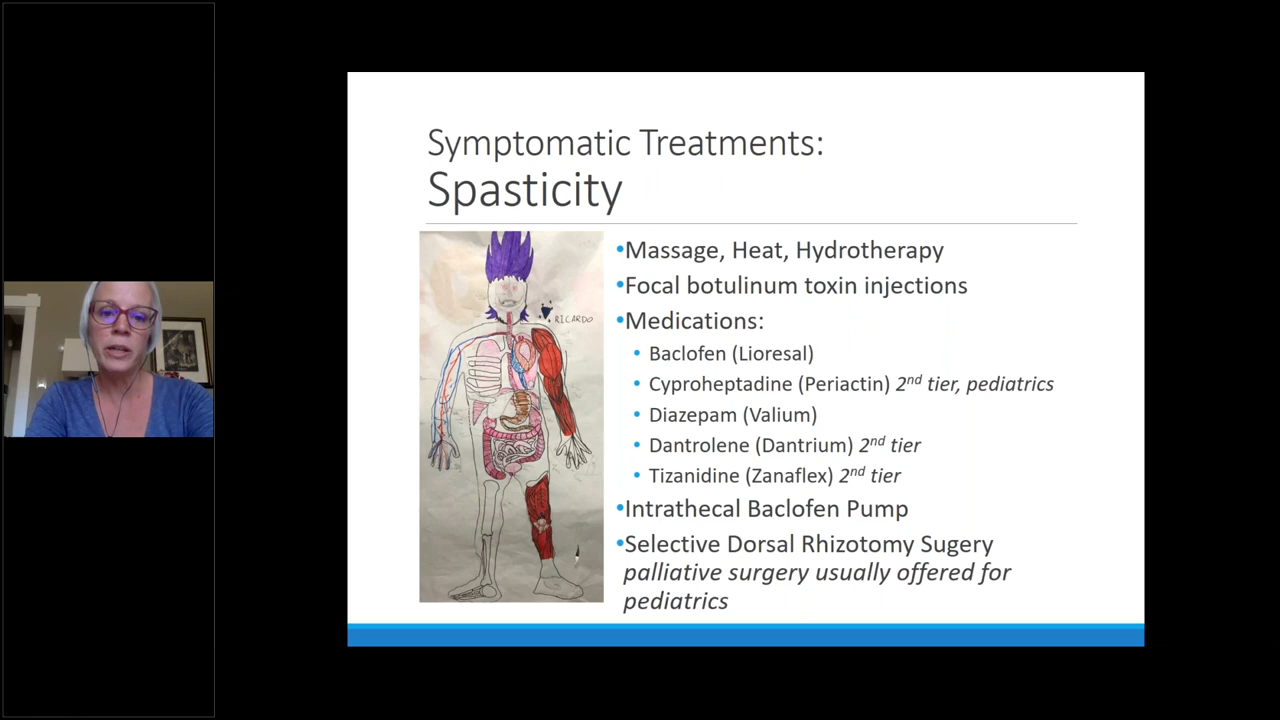 Symptomatic Treatments:
Spasticity
RICARDO
•Massage, Heat, Hydrotherapy
•Focal botulinum toxin injections
•Medications:
• Baclofen (Lioresal)
• Cyproheptadine (Periactin) 2nd tier, pediatrics
• Diazepam (Valium)
• Dantrolene (Dantrium) 2nd tier
• Tizanidine (Zanaflex) 2nd tier
•Intrathecal Baclofen Pump
•Selective Dorsal Rhizotomy Sugery
palliative surgery usually offered for
pediatrics